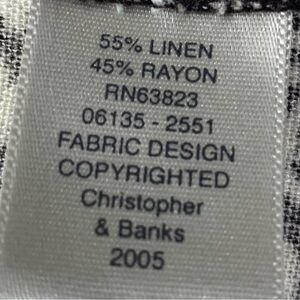 55% LINEN
45% RAYON
RN63823
06135 - 2551
FABRIC DESIGN
COPYRIGHTED
Christopher
& Banks
2005